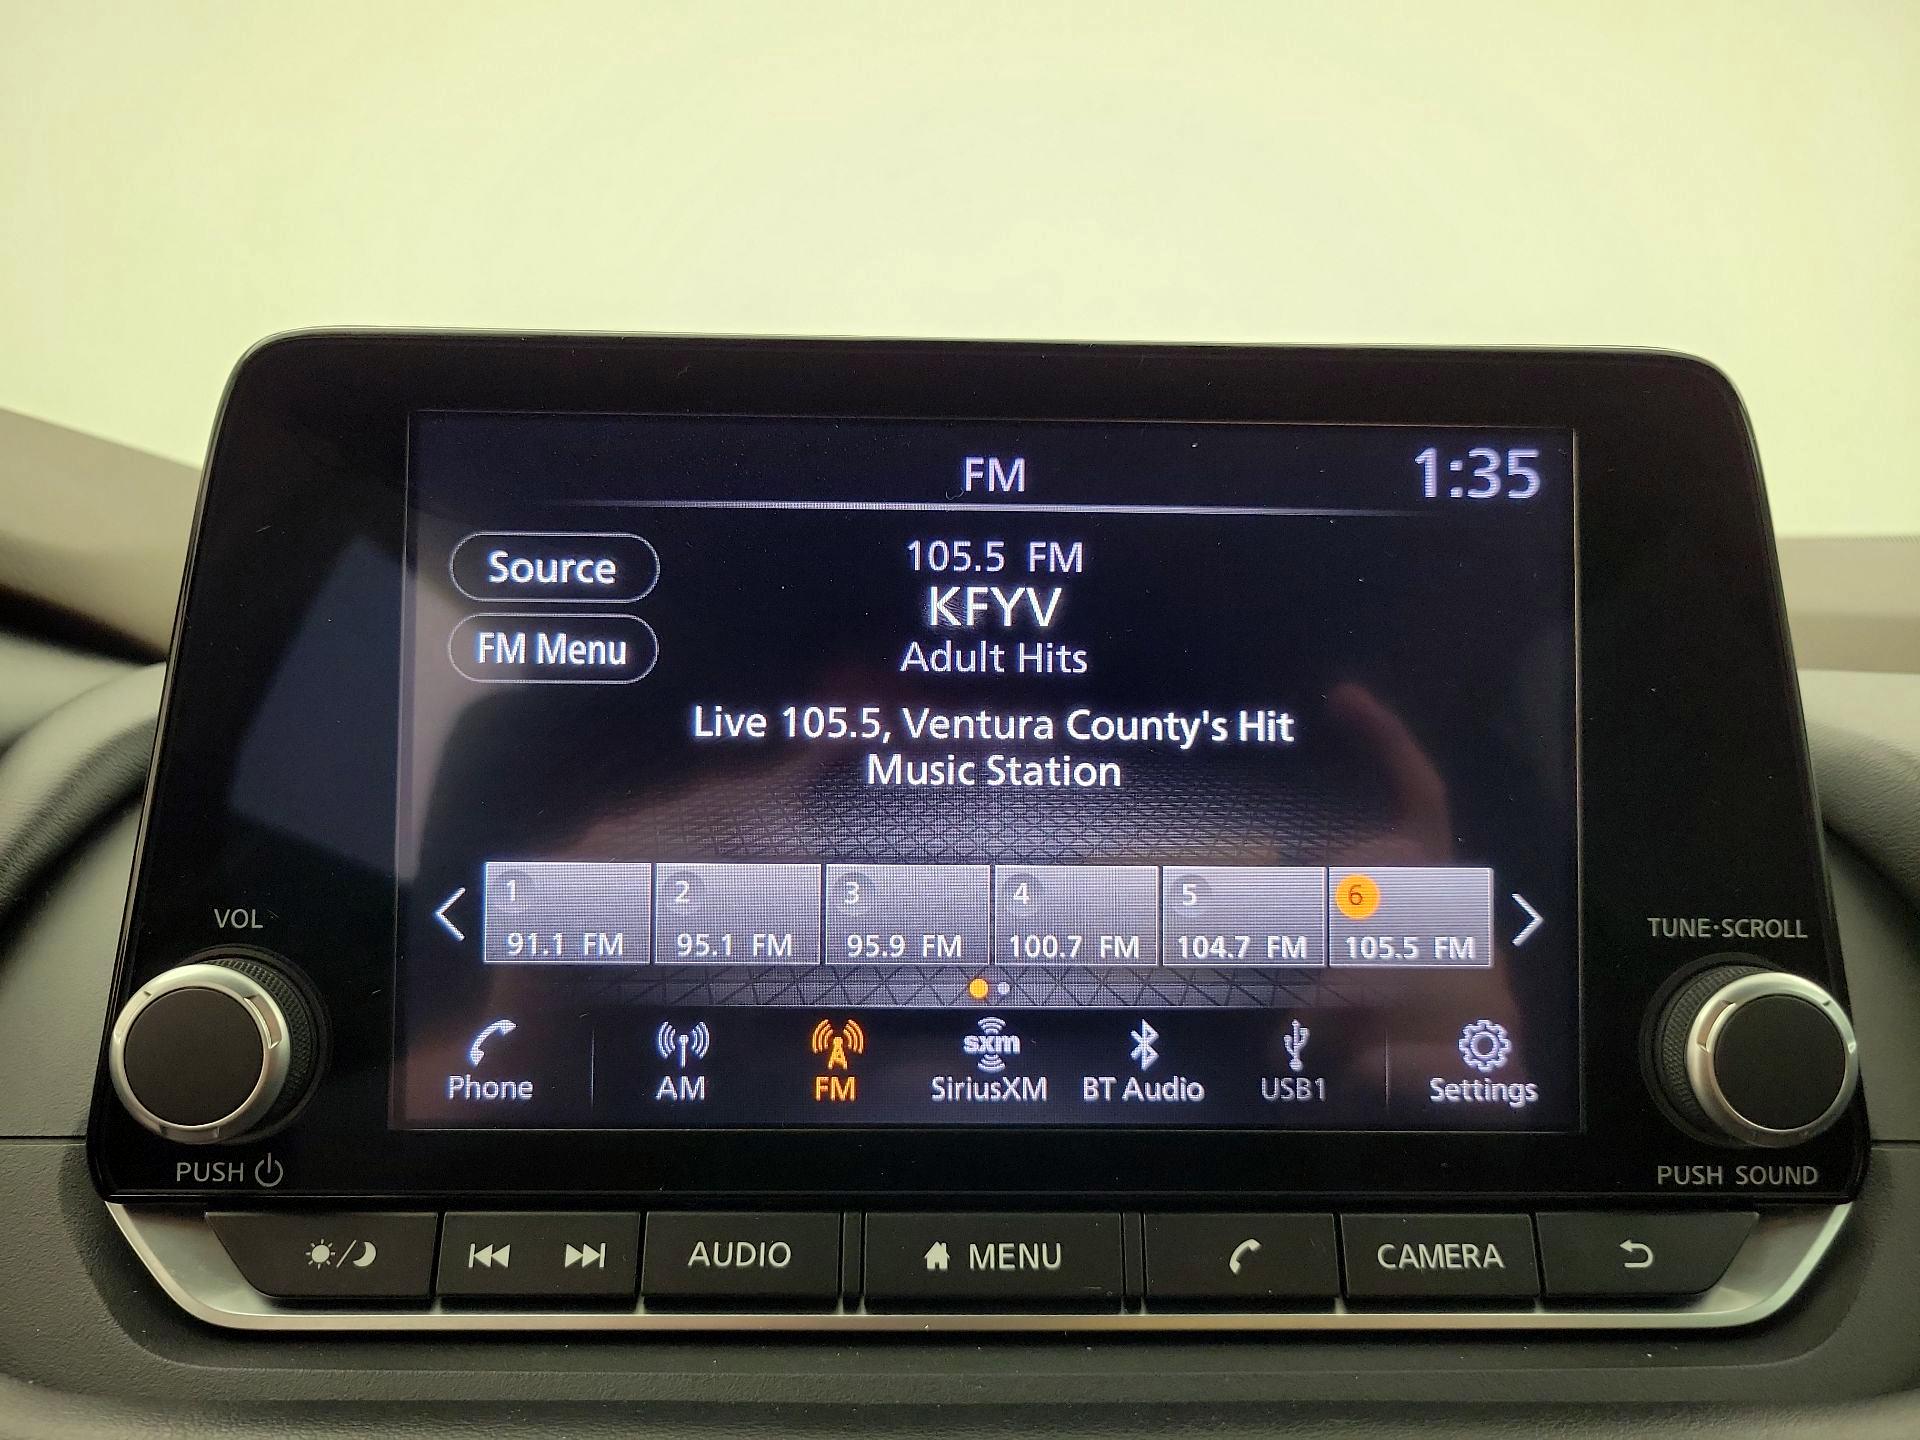 FM
1:35
Source
FM Menu
105.5 FM
KFYV
Adult Hits
Live 105.5, Ventura County's Hit
Music Station
1
2
3
4
5
6
91.1 FM
95.1 FM
95.9 FM
100.7 FM
104.7 FM
105.5 FM
Phone
AM
FM
sxm
SiriusXM
BT Audio
USB1
Settings
VOL
PUSH
TUNE·SCROLL
PUSH SOUND
AUDIO
MENU
CAMERA